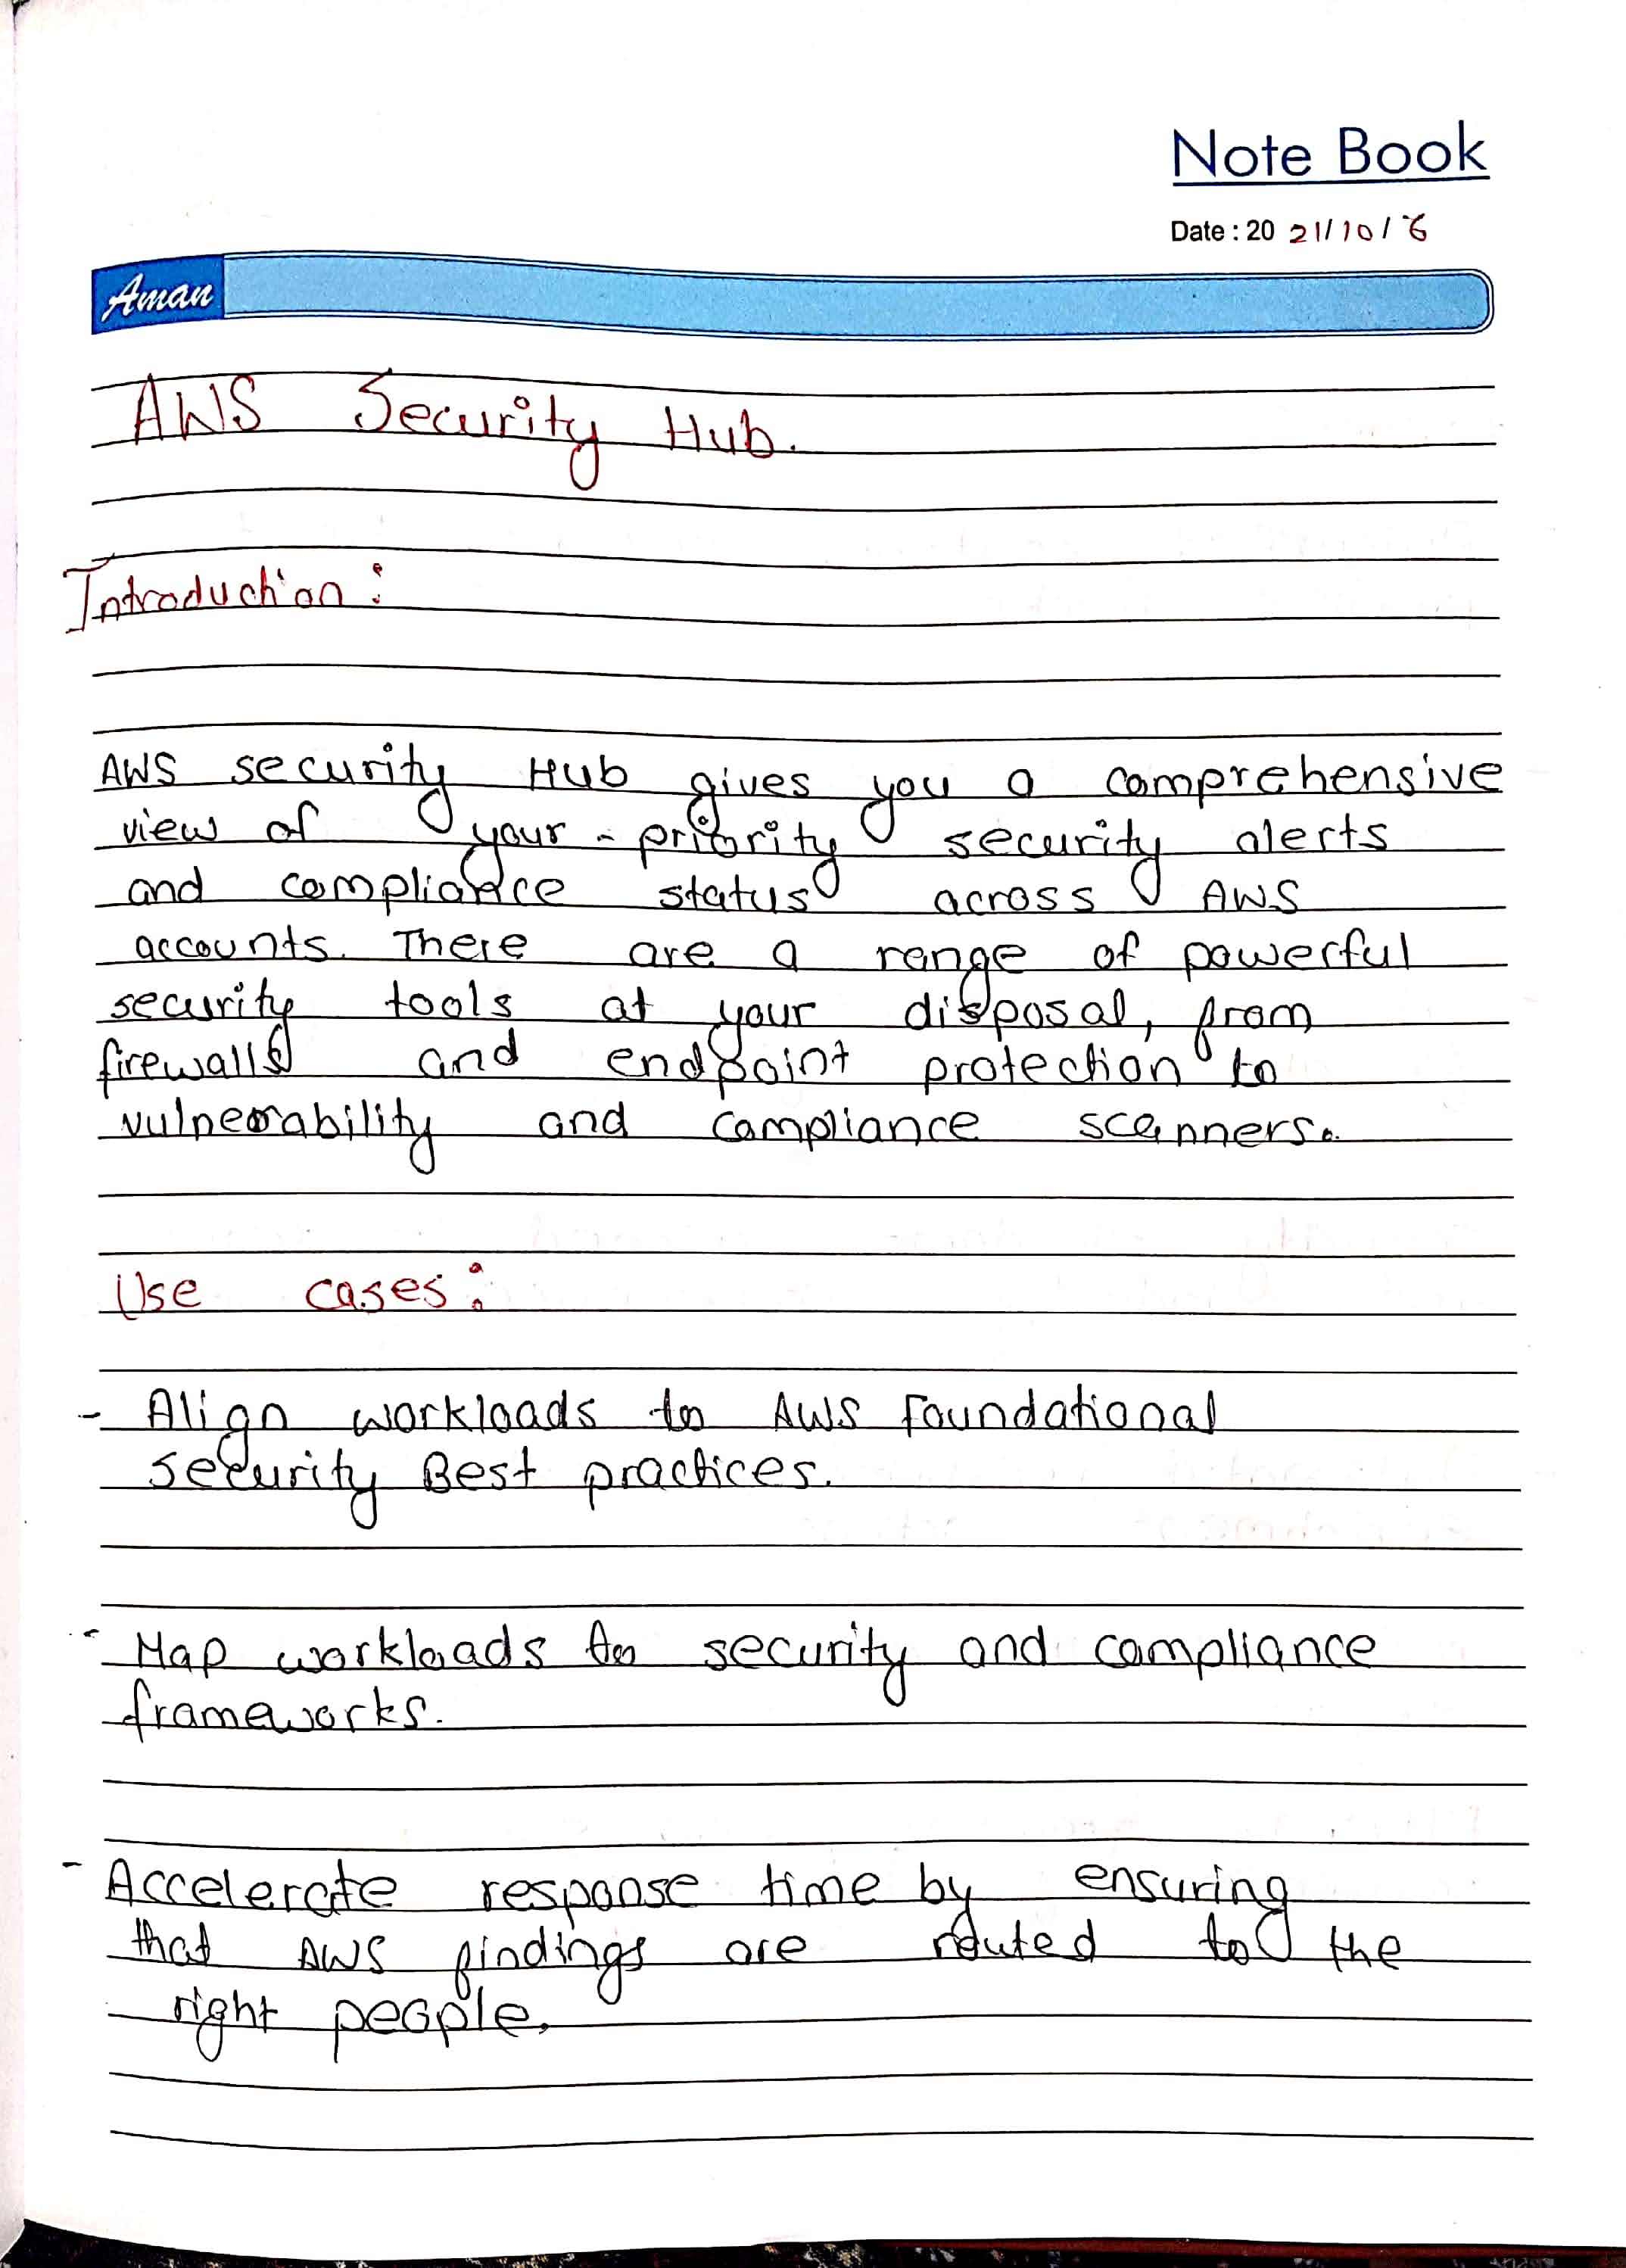 Note Book
Date : 20 21/10/6
Aman
AWS Security Hub.
Introduction:
AWS security Hub gives you a comprehensive
view of your - priority security alerts
and compliance status across AWS
accounts. There are a range of powerful
security tools at your disposal, from
firewalls and endpoint protection to
vulnerability and compliance scanners.
Use cases:
- Align workloads to AWS Foundational
security Best practices.
- Map workloads to security and compliance
frameworks.
- Accelerate response time by ensuring
that AWS findings are routed to the
right people.